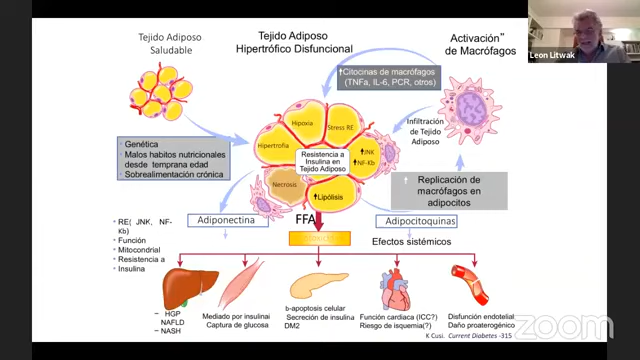 Tejido Adiposo
Saludable
Tejido Adiposo
Hipertrófico Disfuncional
Activación"
de Macrófagos
Leon Litwak
Citocinas de macrófagos
(TNFa, IL-6, PCR, otros)
Infiltración
de Tejido
Adiposo
Genética
Malos habitos nutricionales
desde temprana edad
Sobrealimentación crónica
Hipoxia
Stress RE
Hipertrofia
JNK
NF-Kb
Resistencia a
Insulina en
Tejido Adiposo
Necrosis
Lipólisis
Replicación de
macrófagos en
adipocitos
Adiponectina
FFA
Adipocitoquinas
Efectos sistémicos
RE( JNK, NF-
Kb)
Función
Mitocondrial
Resistencia a
Insulina
HGP
NAFLD
NASH
Mediado por insulinai
Captura de glucosa
b-apoptosis celular
Secreción de insulina
DM2
Función cardiaca (ICC?)
Riesgo de isquemia(?)
Disfunción endotelial
Daño proaterogénico
K Cusi. Current Diabetes -315
zoom